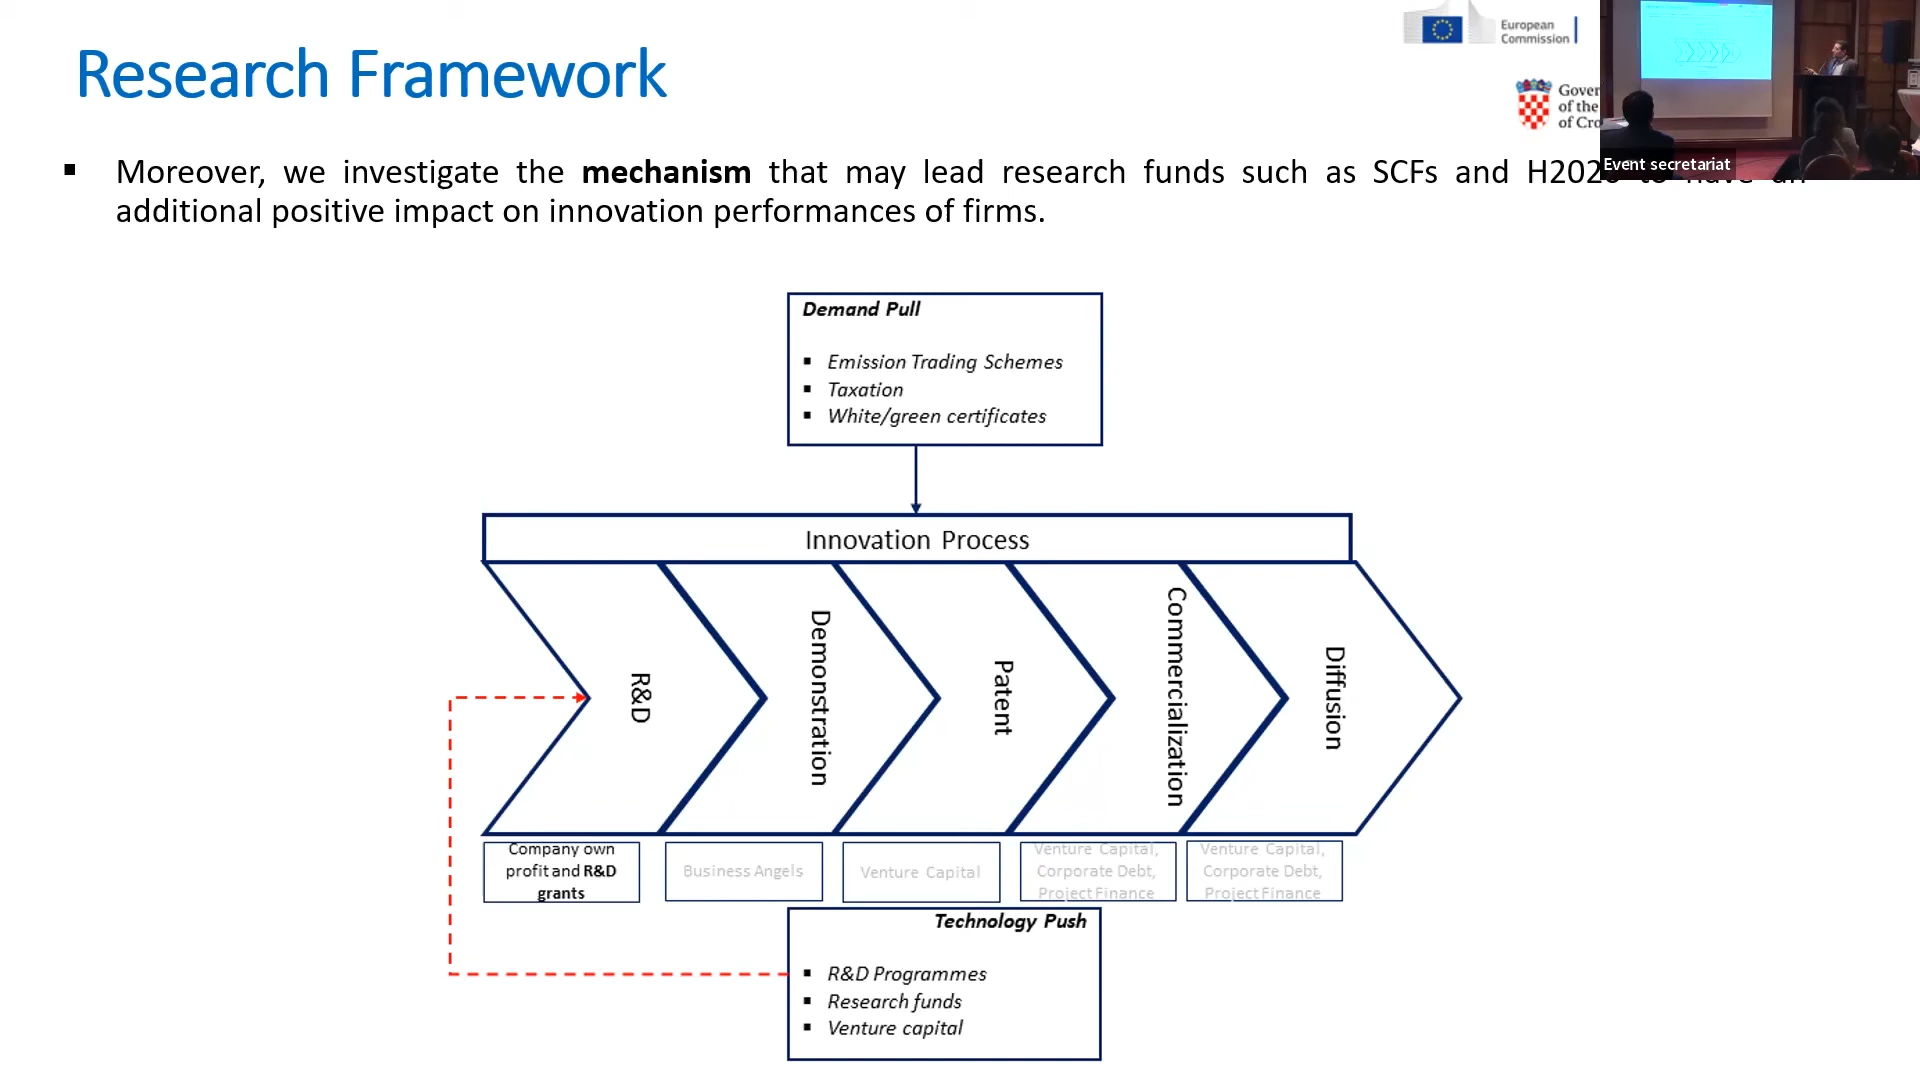 Research Framework
European
Commission
of the
Event secretariat
▪ Moreover, we investigate the mechanism that may lead research funds such as SCFs and H2020 to have an
additional positive impact on innovation performances of firms.
Demand Pull
▪ Emission Trading Schemes
▪ Taxation
▪ White/green certificates
Innovation Process
R&D
Demonstration
Patent
Commercialization
Diffusion
Company own
profit and R&D
grants
Business Angels
Venture Capital
Venture Capital,
Corporate Debt,
Project Finance
Venture Capital,
Corporate Debt,
Project Finance
Technology Push
▪ R&D Programmes
▪ Research funds
▪ Venture capital